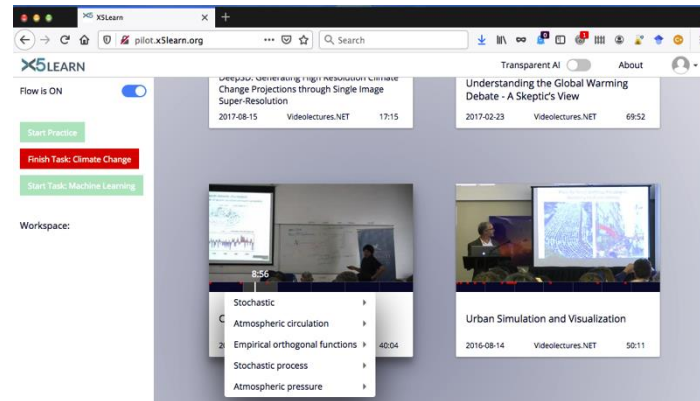 X5Learn
pilot.x5learn.org
Search
X5LEARN
Transparent AI
About
Flow is ON
Start Practice
Finish Task: Climate Change
Start Task: Machine Learning
Workspace:
DeepSD: Generating High Resolution Climate
Change Projections through Single Image
Super-Resolution
2017-08-15
Videolectures.NET
17:15
Understanding the Global Warming
Debate - A Skeptic's View
2017-02-23
Videolectures.NET
69:52
8:56
Stochastic
Atmospheric circulation
Empirical orthogonal functions
Stochastic process
Atmospheric pressure
C
20
40:04
Urban Simulation and Visualization
2016-08-14
Videolectures.NET
50:11